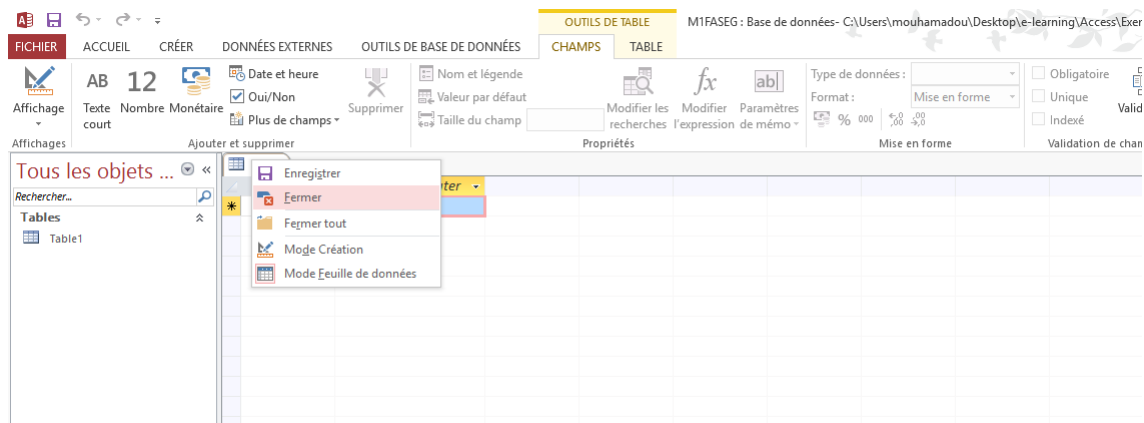 OUTILS DE TABLE M1FASEG : Base de données- C:\Users\mouhamadou\Desktop\e-learning\Access\Exer
FICHIER ACCUEIL CRÉER DONNÉES EXTERNES OUTILS DE BASE DE DONNÉES CHAMPS TABLE
Affichage
AB Texte court
12 Nombre
Monétaire
Date et heure
Oui/Non
Plus de champs
Supprimer
Nom et légende
Valeur par défaut
Taille du champ
Modifier les recherches
fx Modifier l'expression
ab Paramètres de mémo
Type de données :
Format : Mise en forme
% 000 ,00 ,0 ,00
Obligatoire
Unique
Indexé
Valid
Affichages Ajouter et supprimer Propriétés Mise en forme Validation de cham
Tous les objets ... «
Rechercher...
Tables
Table1
Enregistrer
Fermer
Fermer tout
Mode Création
Mode Feuille de données
uter